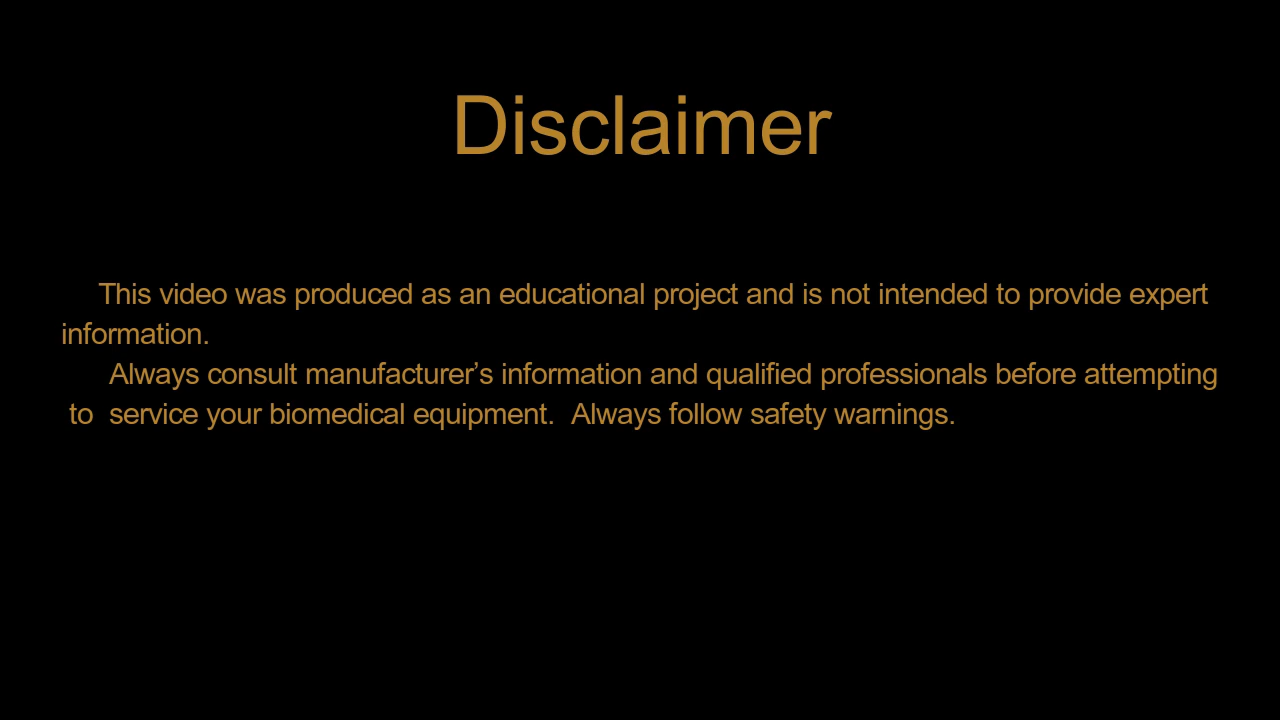 Disclaimer
This video was produced as an educational project and is not intended to provide expert
information.
Always consult manufacturer’s information and qualified professionals before attempting
to service your biomedical equipment. Always follow safety warnings.